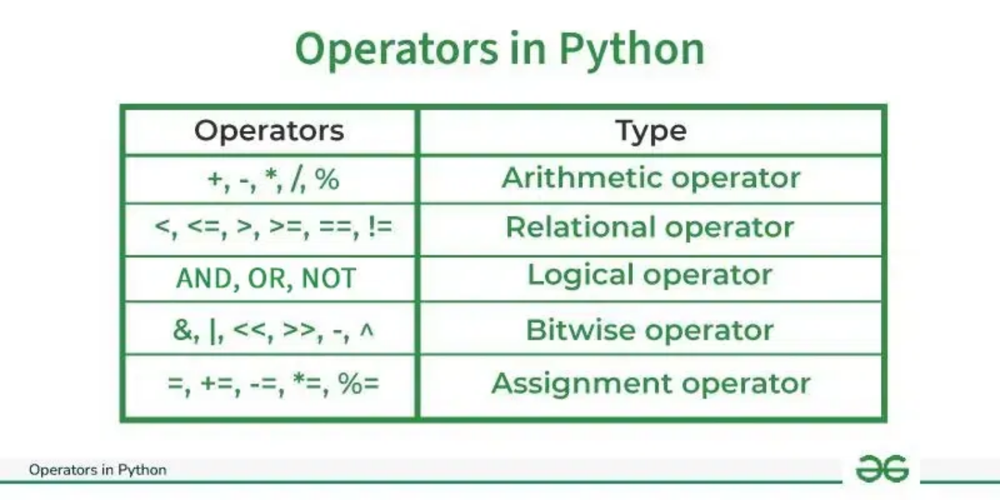 Operators in Python
Operators Type
+, -, *, /, % Arithmetic operator
<, <=, >, >=, ==, != Relational operator
AND, OR, NOT Logical operator
&, |, <<, >>, -, ^ Bitwise operator
=, +=, -=, *=, %= Assignment operator
Operators in Python